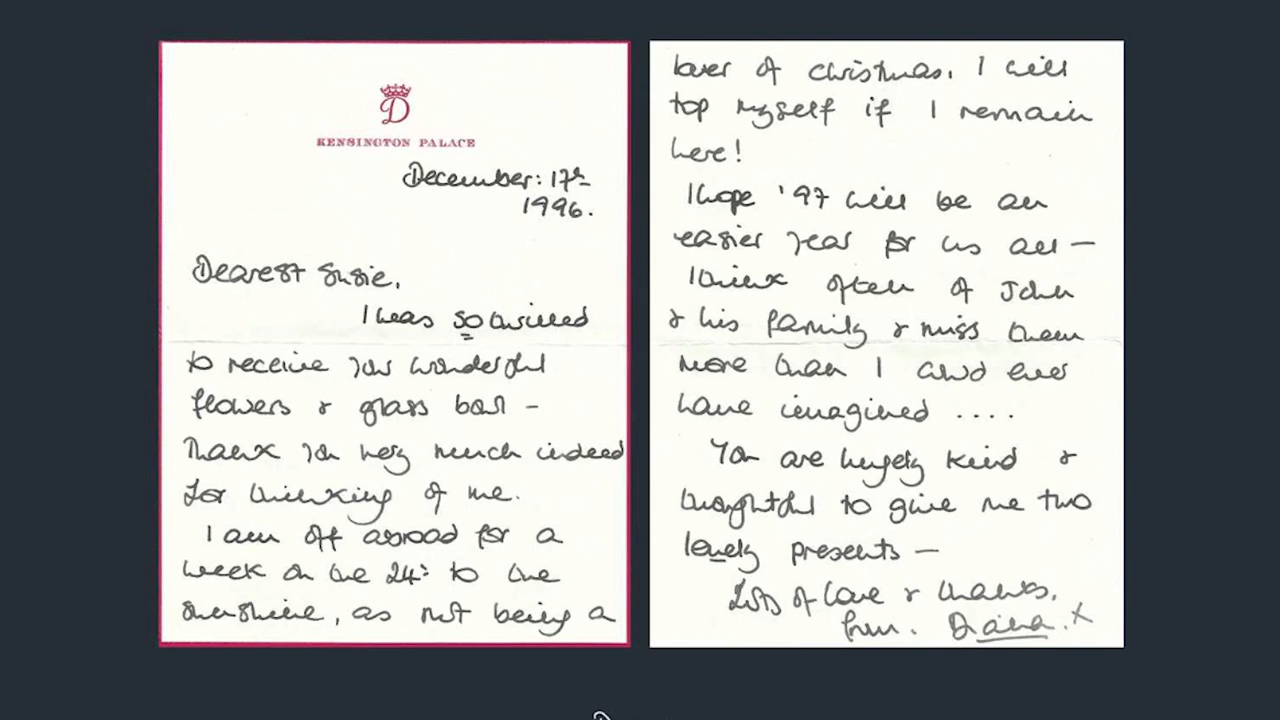 D
KENSINGTON PALACE
December: 17th
1996.
Dearest Susie,
I was so thrilled
to receive your wonderful
flowers & glass bowl -
Thank you very much indeed
for thinking of me.
I am off abroad for a
week on the 24th to the
sunshine, as not being a
lover of christmas, I will
top myself if I remain
here!
I hope '97 will be an
easier year for us all -
I think often of John
& his family & miss them
more than I could ever
have imagined ....
You are hugely kind &
thoughtful to give me two
lovely presents -
Lots of love & thanks,
from. Diana. x